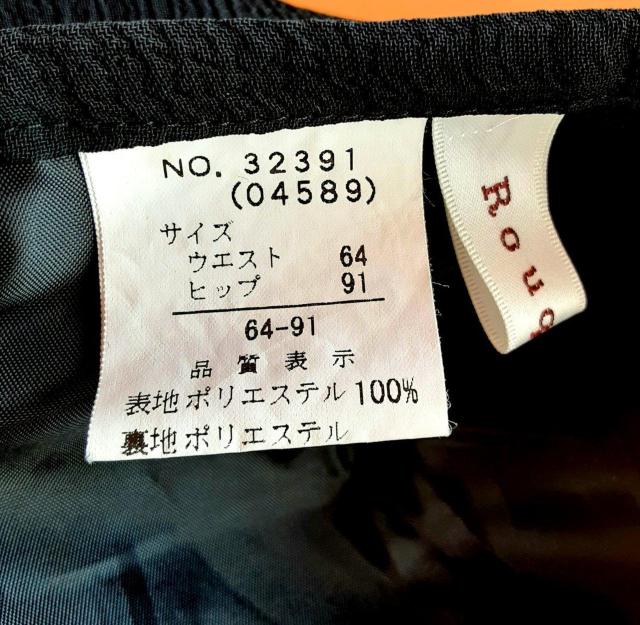 NO. 32391
(04589)
サイズ
ウエスト 64
ヒップ 91
64-91
品質表示
表地ポリエステル100%
裏地ポリエステル